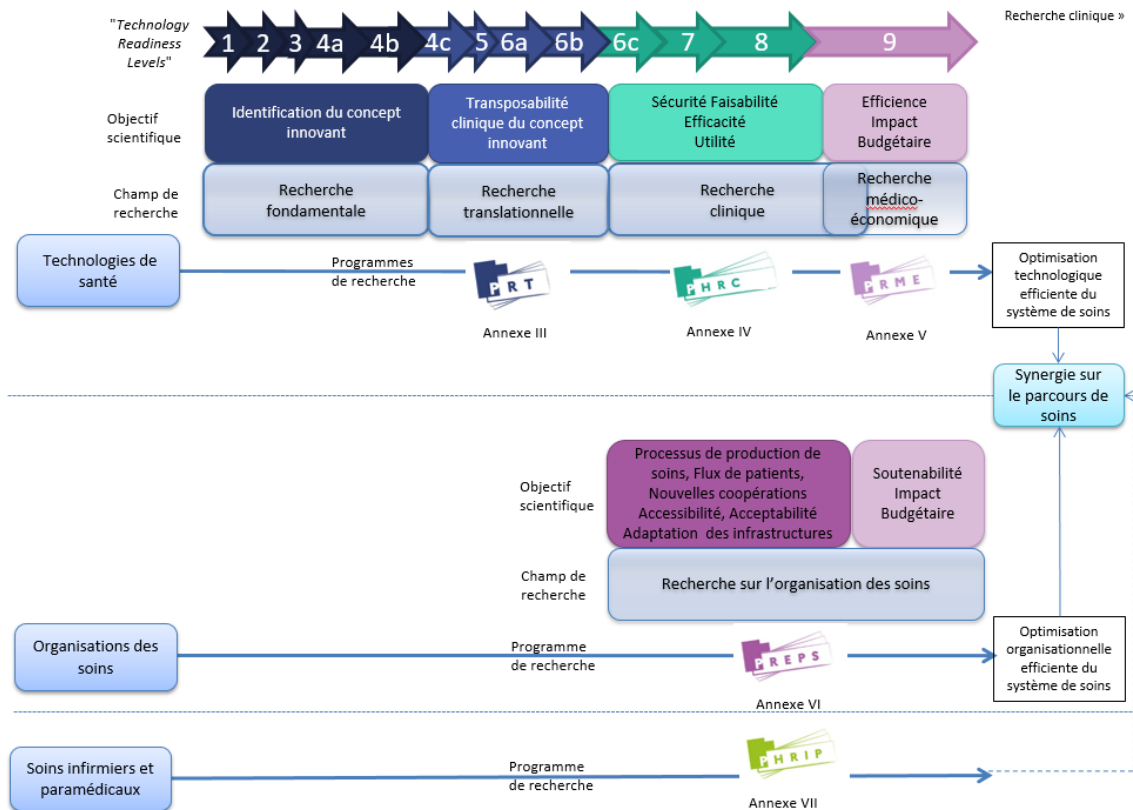 Recherche clinique »
"Technology
Readiness
Levels"
1 2 3 4a 4b 4c 5 6a 6b 6c 7 8 9
Objectif
scientifique
Identification du concept
innovant
Transposabilité
clinique du concept
innovant
Sécurité Faisabilité
Efficacité
Utilité
Efficience
Impact
Budgétaire
Champ de
recherche
Recherche
fondamentale
Recherche
translationnelle
Recherche
clinique
Recherche
médico-
économique
Technologies de
santé
Programmes
de recherche
PRT
PHRC
PRME
Annexe III
Annexe IV
Annexe V
Optimisation
technologique
efficiente du
système de soins
Synergie sur
le parcours de
soins
Objectif
scientifique
Processus de production de
soins, Flux de patients,
Nouvelles coopérations
Accessibilité, Acceptabilité
Adaptation des infrastructures
Soutenabilité
Impact
Budgétaire
Champ de
recherche
Recherche sur l'organisation des soins
Organisations des
soins
Programme
de recherche
PREPS
Annexe VI
Optimisation
organisationnelle
efficiente du
système de soins
Soins infirmiers et
paramédicaux
Programme
de recherche
PHRIP
Annexe VII